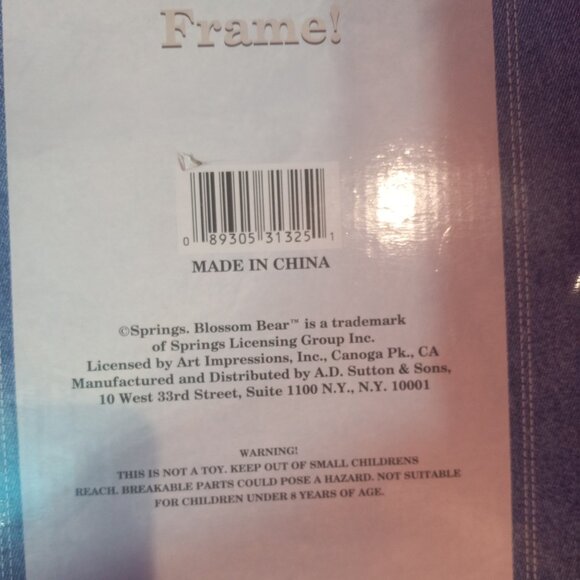 Frame!
0 89305 31325 1
MADE IN CHINA
©Springs. Blossom Bear™ is a trademark
of Springs Licensing Group Inc.
Licensed by Art Impressions, Inc., Canoga Pk., CA
Manufactured and Distributed by A.D. Sutton & Sons,
10 West 33rd Street, Suite 1100 N.Y., N.Y. 10001
WARNING!
THIS IS NOT A TOY. KEEP OUT OF SMALL CHILDRENS
REACH. BREAKABLE PARTS COULD POSE A HAZARD. NOT SUITABLE
FOR CHILDREN UNDER 8 YEARS OF AGE.